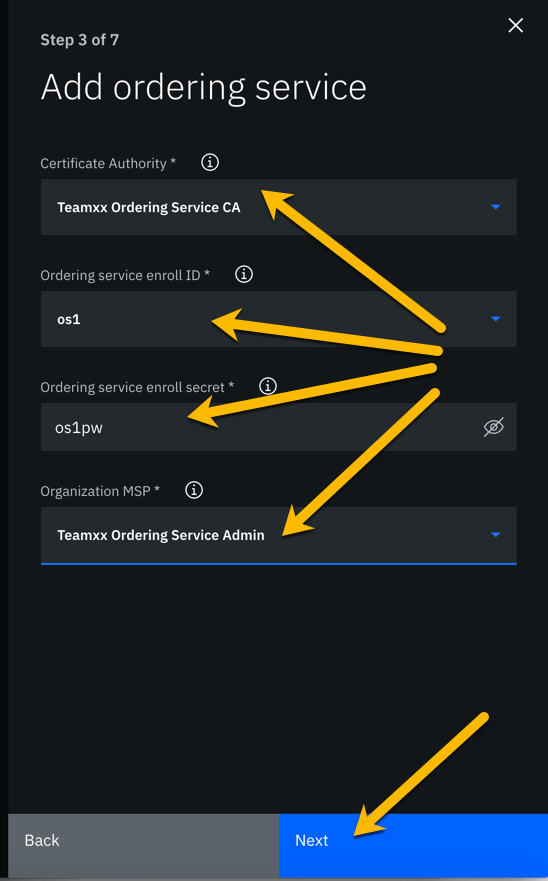 Step 3 of 7
Add ordering service
Certificate Authority *
Teamxx Ordering Service CA
Ordering service enroll ID *
os1
Ordering service enroll secret *
os1pw
Organization MSP *
Teamxx Ordering Service Admin
Back
Next